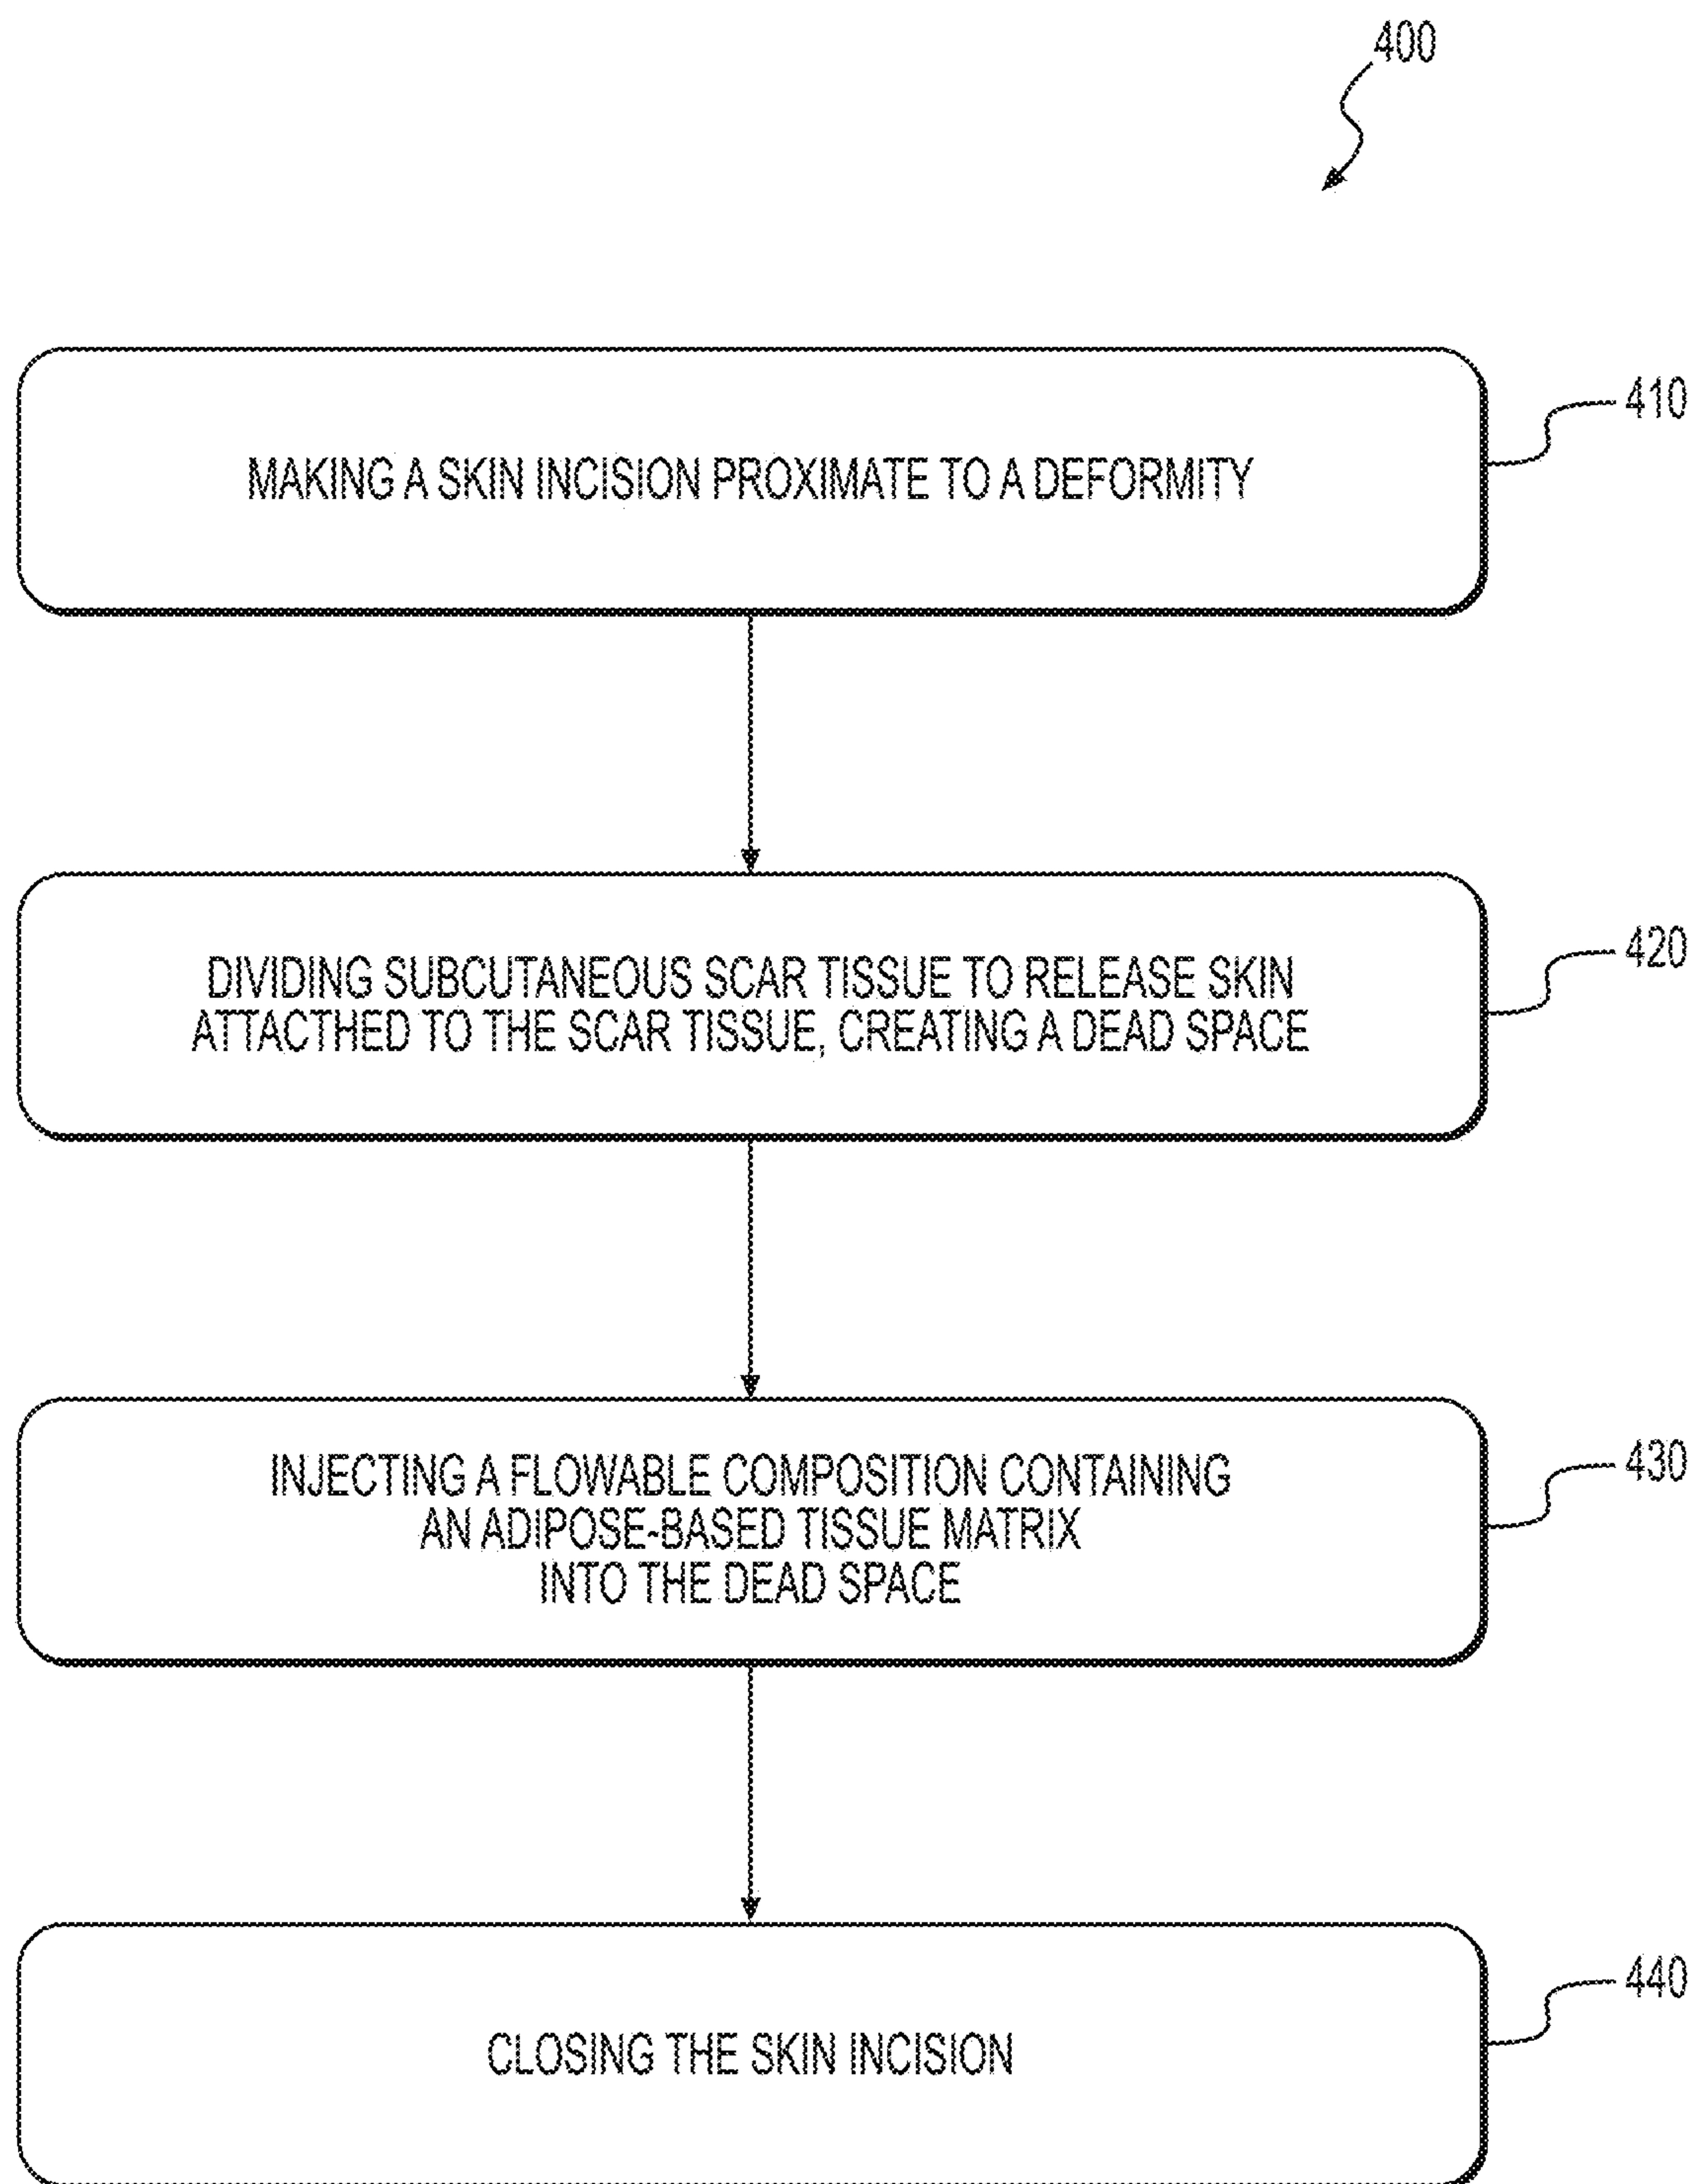 400
MAKING A SKIN INCISION PROXIMATE TO A DEFORMITY
410
DIVIDING SUBCUTANEOUS SCAR TISSUE TO RELEASE SKIN
ATTACTHED TO THE SCAR TISSUE, CREATING A DEAD SPACE
420
INJECTING A FLOWABLE COMPOSITION CONTAINING
AN ADIPOSE-BASED TISSUE MATRIX
INTO THE DEAD SPACE
430
CLOSING THE SKIN INCISION
440